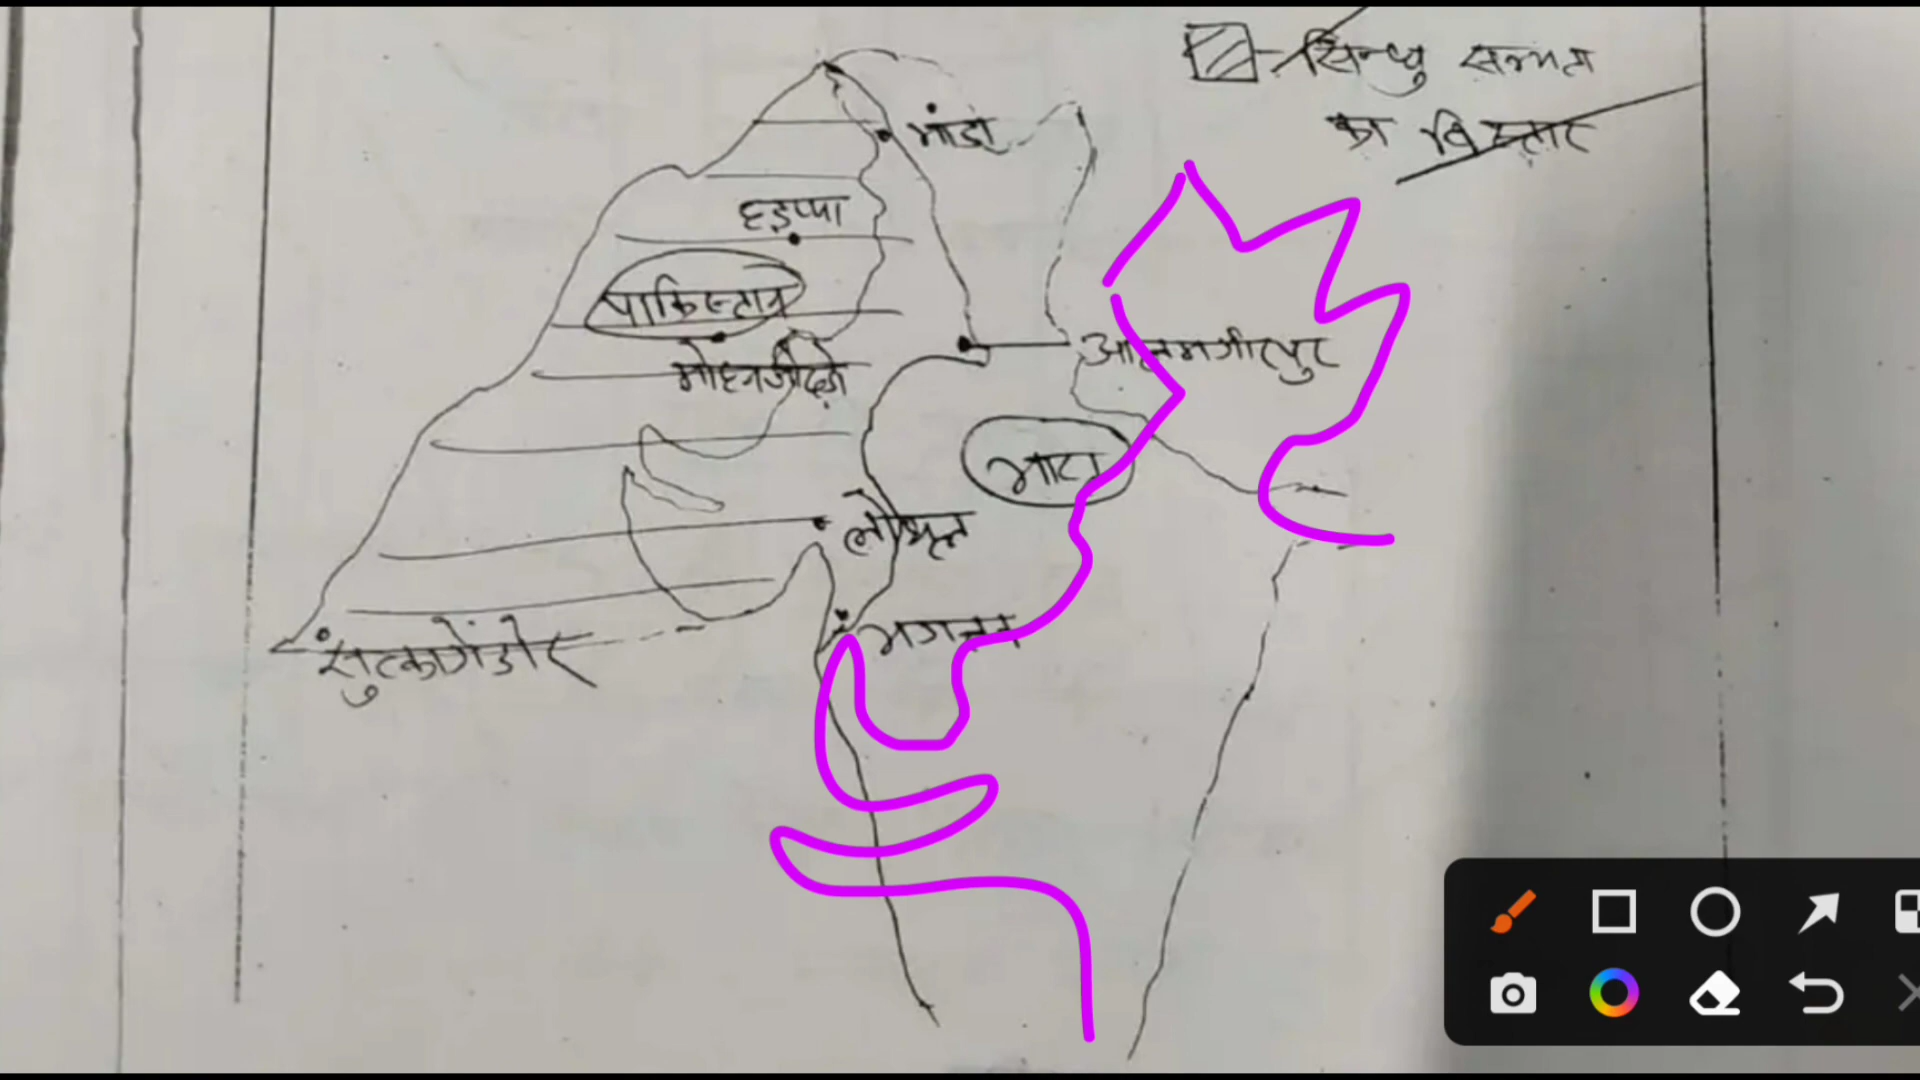 सिन्धु सभ्यता
का विस्तार
मांडा
हड़प्पा
पाकिस्तान
मोहनजोदड़ो
आलमगीरपुर
भारत
लोथल
भगतराव
सुत्कागेंडोर